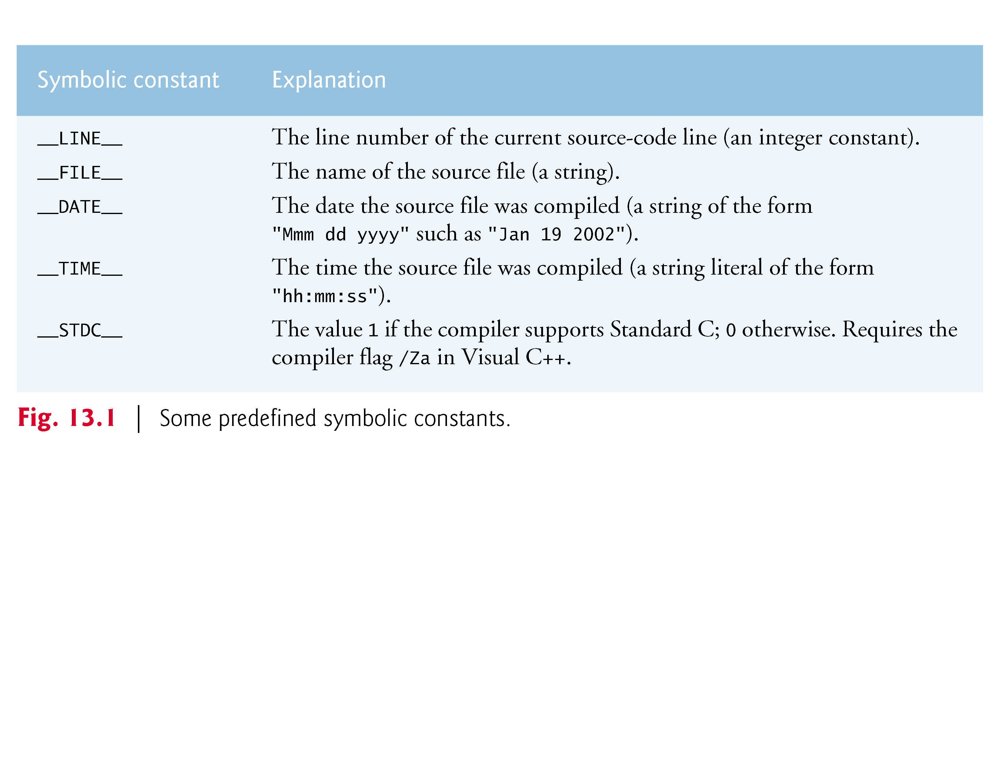 Symbolic constant Explanation
__LINE__ The line number of the current source-code line (an integer constant).
__FILE__ The name of the source file (a string).
__DATE__ The date the source file was compiled (a string of the form
"Mmm dd yyyy" such as "Jan 19 2002").
__TIME__ The time the source file was compiled (a string literal of the form
"hh:mm:ss").
__STDC__ The value 1 if the compiler supports Standard C; 0 otherwise. Requires the
compiler flag /Za in Visual C++.
Fig. 13.1 | Some predefined symbolic constants.